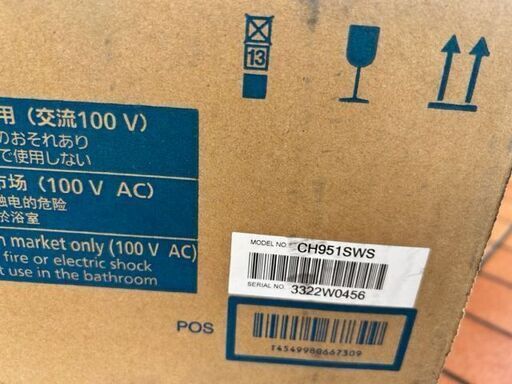 13
用（交流100 V）
のおそれあり
で使用しない
市场（100 V AC）
触电的危险
於浴室
n market only (100 V AC)
fire or electric shock
t use in the bathroom
MODEL NO. CH951SWS
SERIAL NO. 3322W0456
POS
T4549980667309